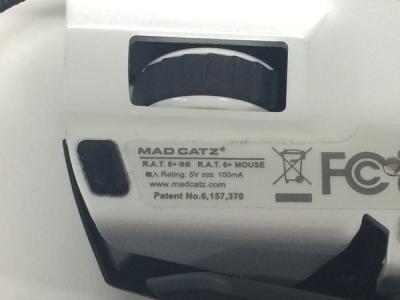 MAD CATZ®
R.A.T. 6+ 滑鼠 R.A.T. 6+ MOUSE
輸入 Rating: 5V ⎓ 100mA
www.madcatz.com
Patent No.6,157,370
FC